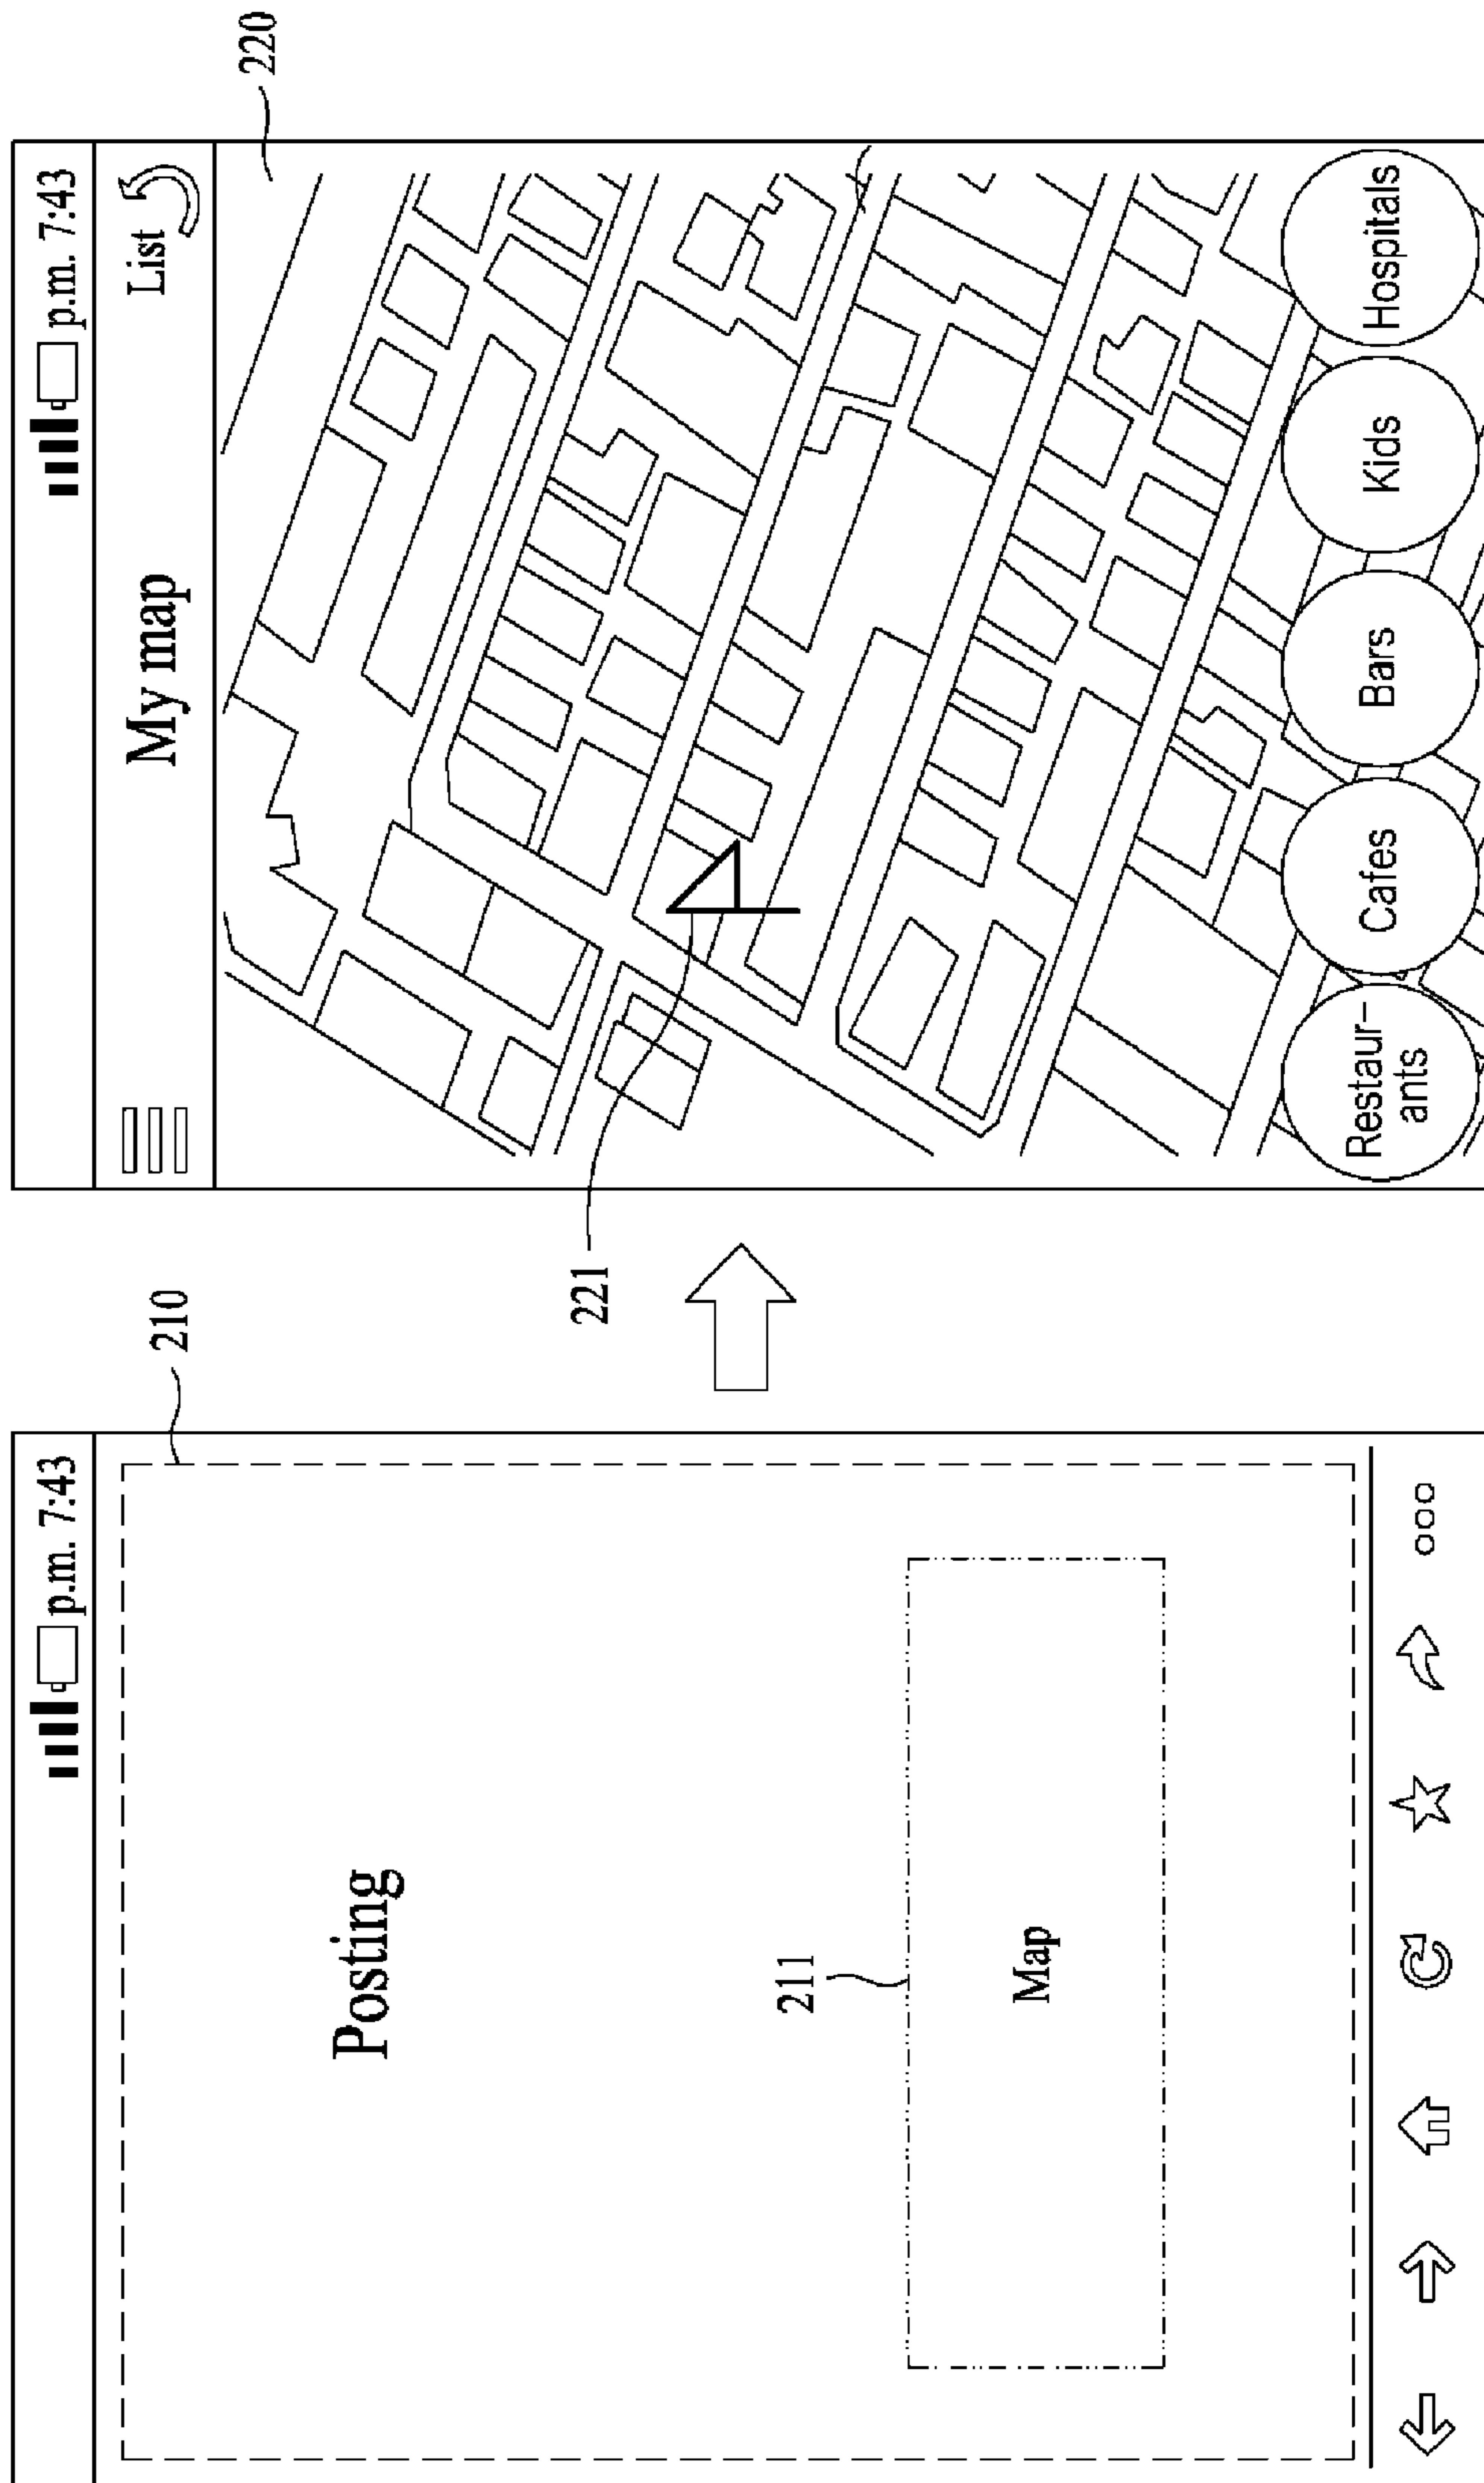 p.m. 7:43
210
Posting
211
Map
p.m. 7:43
My map
List
220
221
Restaur-
ants
Cafes
Bars
Kids
Hospitals